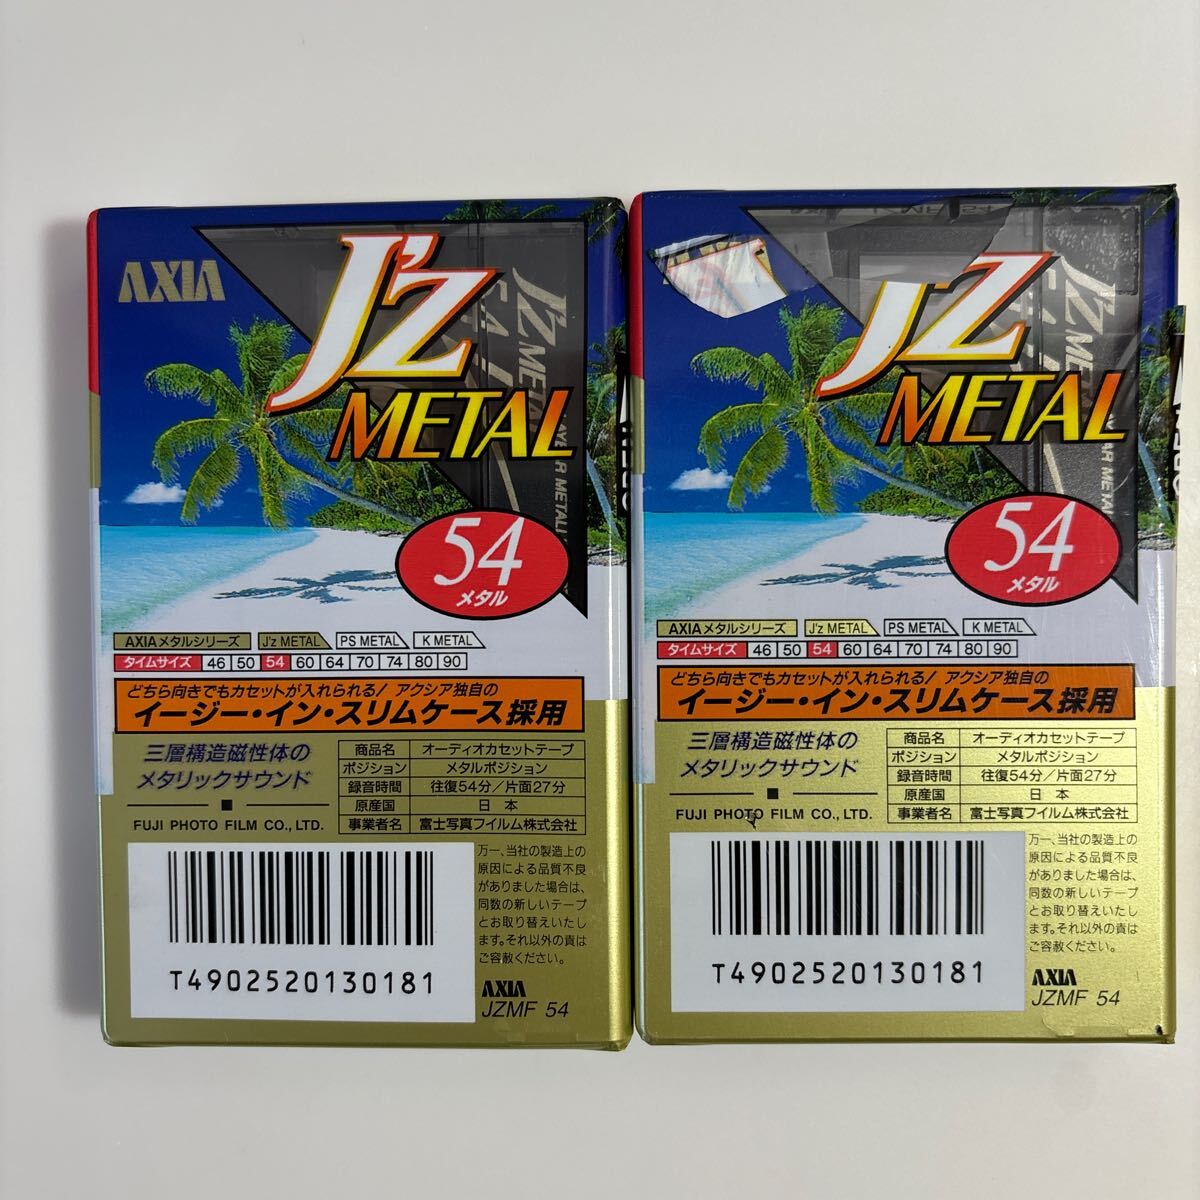 AXIA
J'Z
METAL
J'Z META
54
メタル
AXIAメタルシリーズ J'z METAL PS METAL K METAL
タイムサイズ 46 50 54 60 64 70 74 80 90
どちら向きでもカセットが入れられる! アクシア独自の
イージー・イン・スリムケース採用
三層構造磁性体の
メタリックサウンド
FUJI PHOTO FILM CO., LTD.
商品名 オーディオカセットテープ
ポジション メタルポジション
録音時間 往復54分/片面27分
原産国 日本
事業者名 富士写真フイルム株式会社
万一、当社の製造上の
原因による品質不良
がありました場合は、
同数の新しいテープ
とお取り替えいたし
ます。それ以外の責は
ご容赦ください。
T4902520130181
AXIA
JZMF 54
J'Z
METAL
54
メタル
AXIAメタルシリーズ J'z METAL PS METAL K METAL
タイムサイズ 46 50 54 60 64 70 74 80 90
どちら向きでもカセットが入れられる! アクシア独自の
イージー・イン・スリムケース採用
三層構造磁性体の
メタリックサウンド
FUJI PHOTO FILM CO., LTD.
商品名 オーディオカセットテープ
ポジション メタルポジション
録音時間 往復54分/片面27分
原産国 日本
事業者名 富士写真フイルム株式会社
万一、当社の製造上の
原因による品質不良
がありました場合は、
同数の新しいテープ
とお取り替えいたし
ます。それ以外の責は
ご容赦ください。
T4902520130181
AXIA
JZMF 54